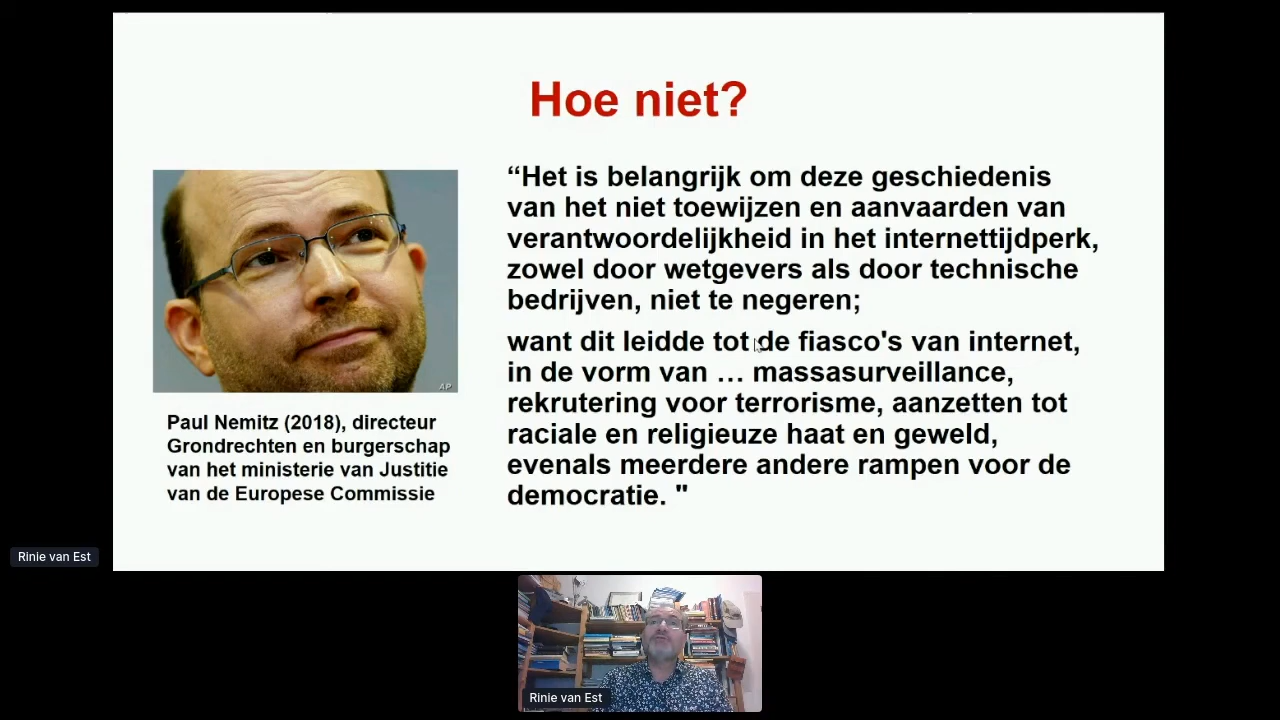 Hoe niet?
“Het is belangrijk om deze geschiedenis
van het niet toewijzen en aanvaarden van
verantwoordelijkheid in het internettijdperk,
zowel door wetgevers als door technische
bedrijven, niet te negeren;
want dit leidde tot de fiasco's van internet,
in de vorm van … massasurveillance,
rekrutering voor terrorisme, aanzetten tot
raciale en religieuze haat en geweld,
evenals meerdere andere rampen voor de
democratie. "
AP
Paul Nemitz (2018), directeur
Grondrechten en burgerschap
van het ministerie van Justitie
van de Europese Commissie
Rinie van Est
Rinie van Est